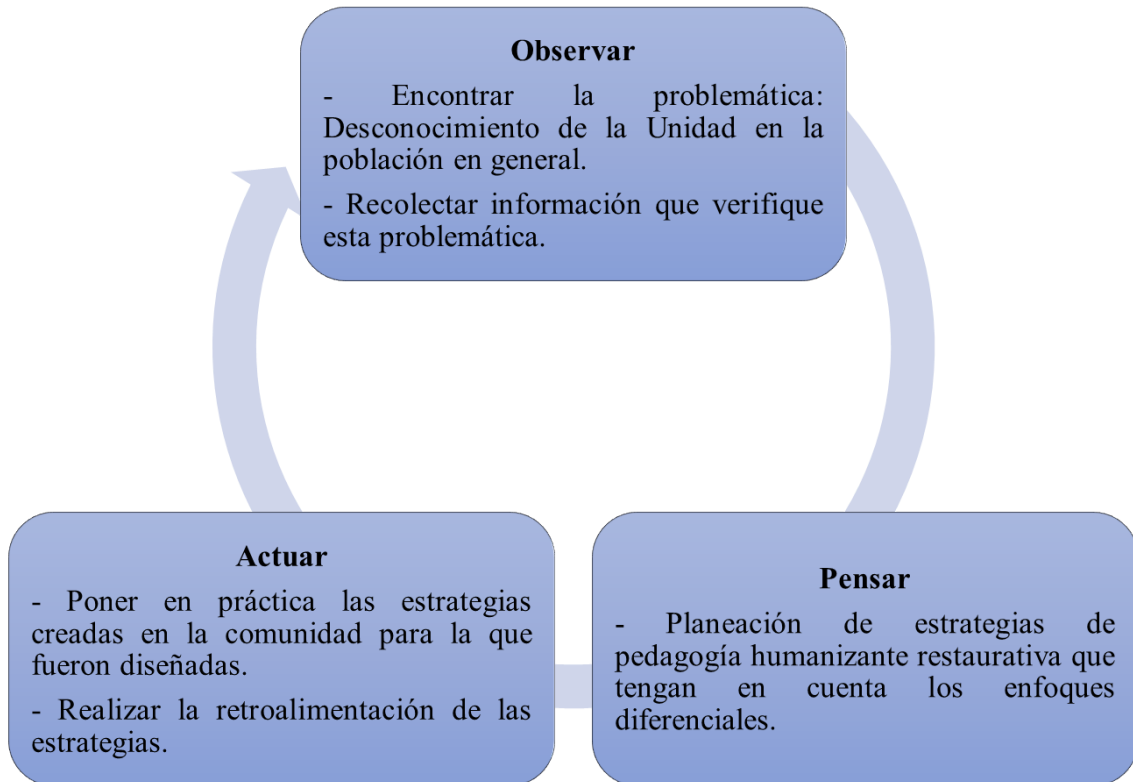 Observar
- Encontrar la problemática:
Desconocimiento de la Unidad en la
población en general.
- Recolectar información que verifique
esta problemática.
Pensar
- Planeación de estrategias de
pedagogía humanizante restaurativa que
tengan en cuenta los enfoques
diferenciales.
Actuar
- Poner en práctica las estrategias
creadas en la comunidad para la que
fueron diseñadas.
- Realizar la retroalimentación de las
estrategias.